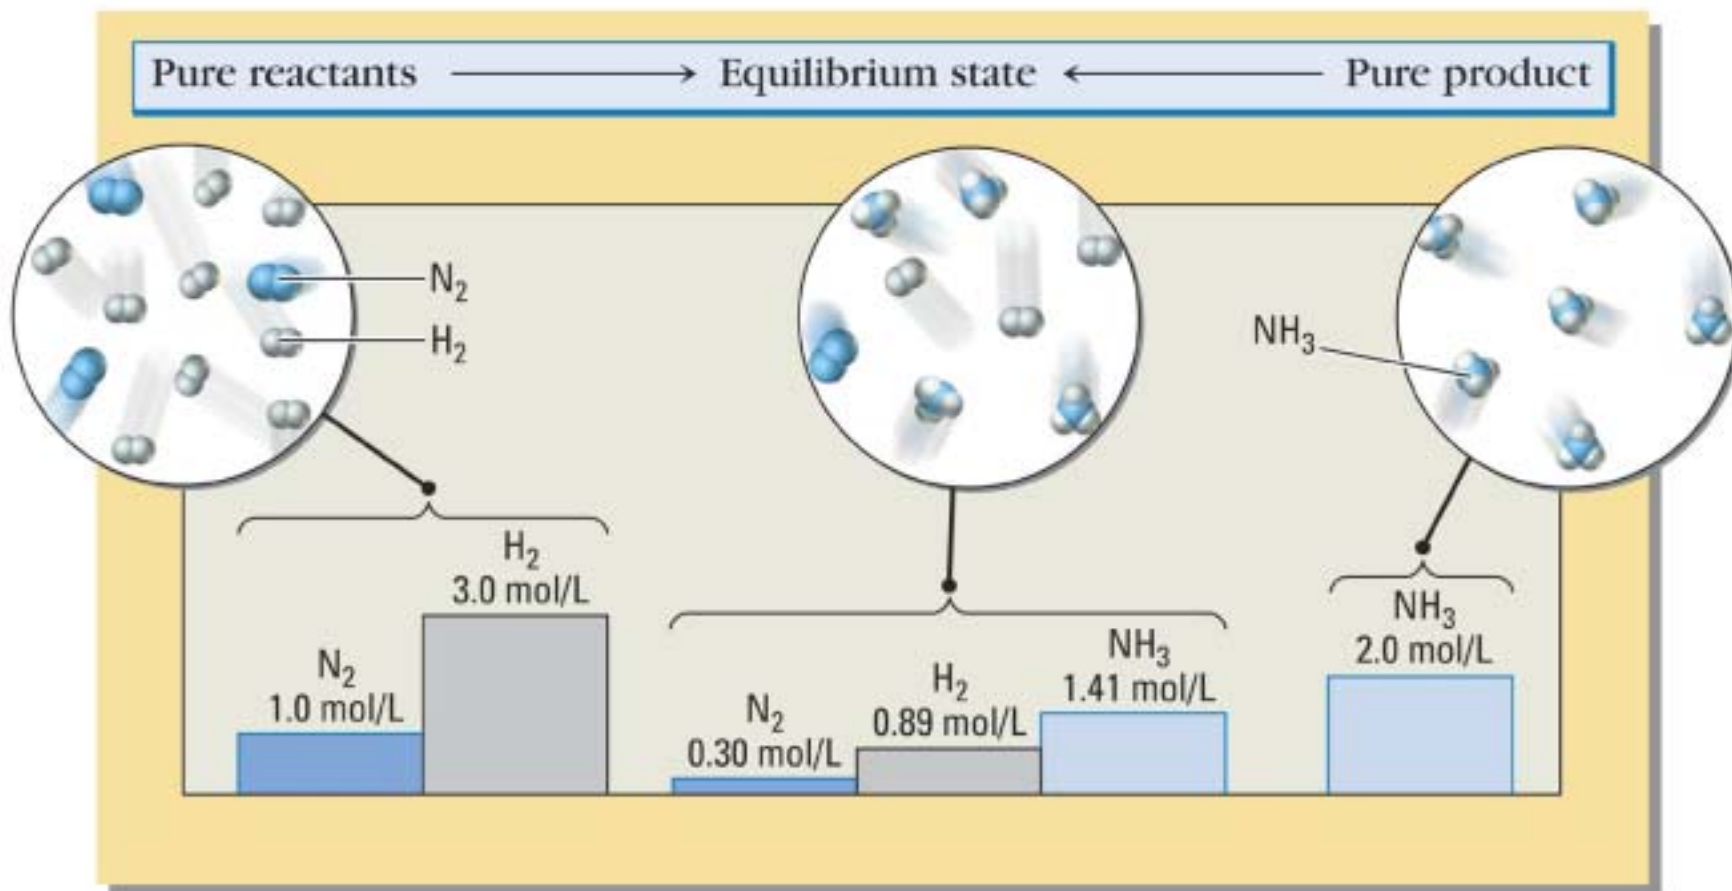 Pure reactants ⟶ Equilibrium state ⟵ Pure product
N₂
H₂
NH₃
H₂
3.0 mol/L
N₂
1.0 mol/L
N₂
0.30 mol/L
H₂
0.89 mol/L
NH₃
1.41 mol/L
NH₃
2.0 mol/L